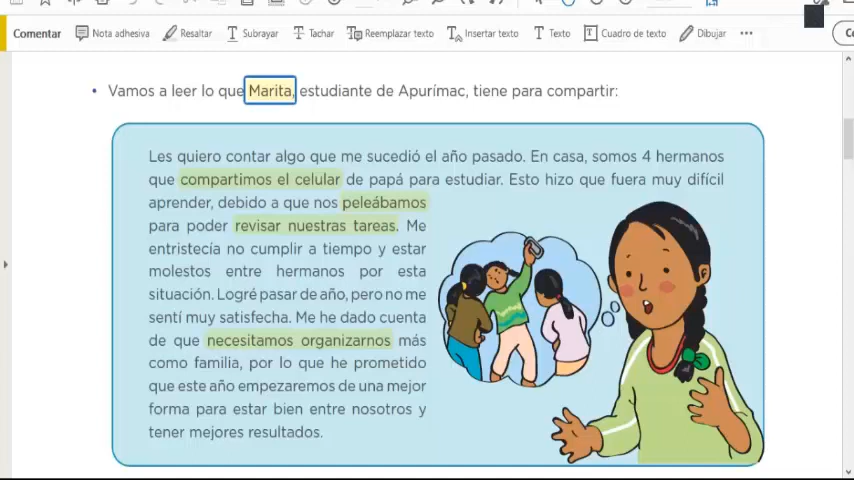 Comentar Nota adhesiva Resaltar Subrayar Tachar Reemplazar texto Insertar texto Texto Cuadro de texto Dibujar
• Vamos a leer lo que Marita, estudiante de Apurímac, tiene para compartir:
Les quiero contar algo que me sucedió el año pasado. En casa, somos 4 hermanos
que compartimos el celular de papá para estudiar. Esto hizo que fuera muy difícil
aprender, debido a que nos peleábamos
para poder revisar nuestras tareas. Me
entristecía no cumplir a tiempo y estar
molestos entre hermanos por esta
situación. Logré pasar de año, pero no me
sentí muy satisfecha. Me he dado cuenta
de que necesitamos organizarnos más
como familia, por lo que he prometido
que este año empezaremos de una mejor
forma para estar bien entre nosotros y
tener mejores resultados.